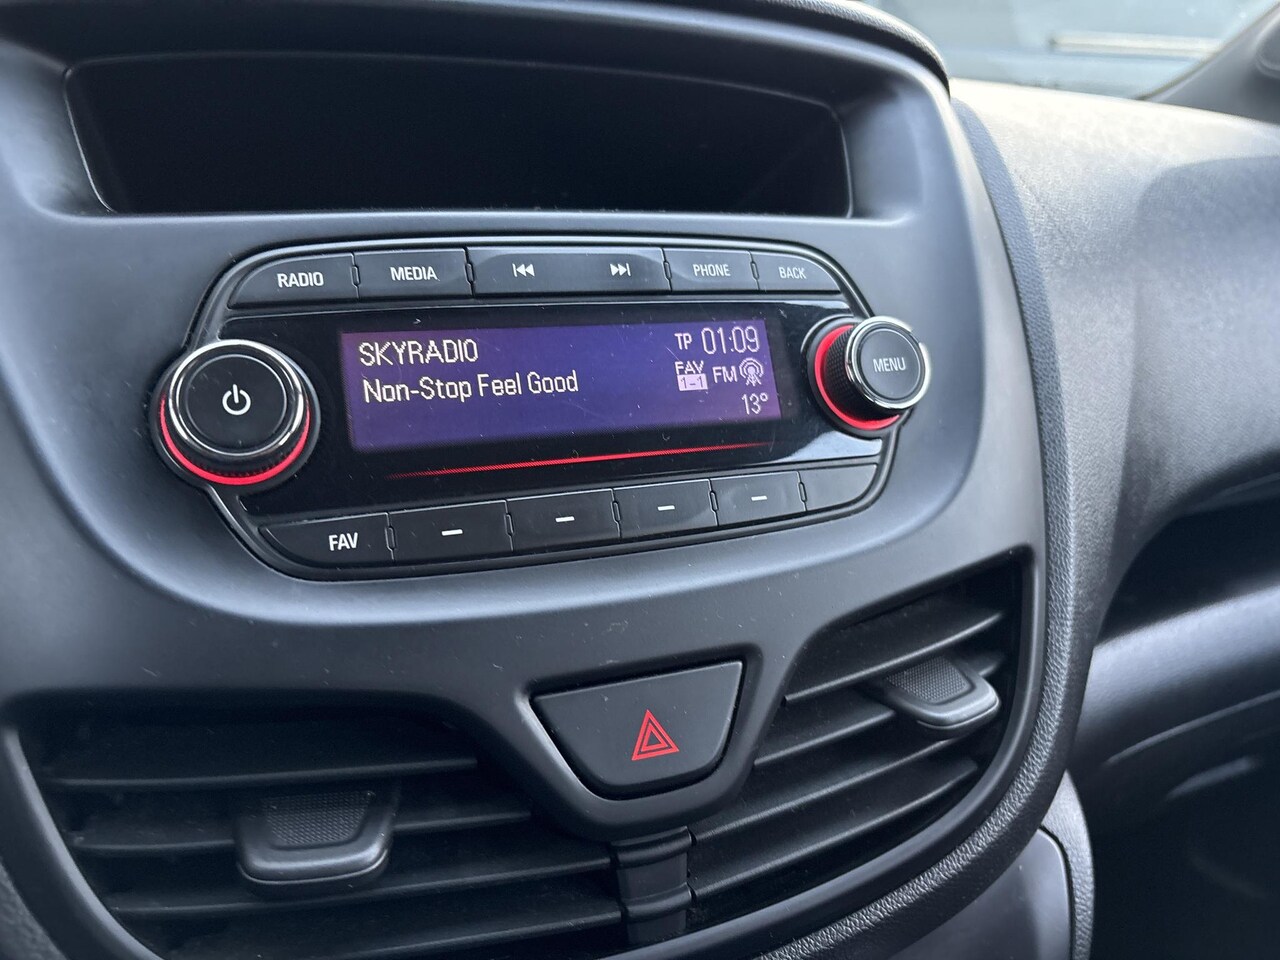 RADIO MEDIA PHONE BACK
SKYRADIO TP 01:09
Non-Stop Feel Good FAV 1-1 FM
13°
MENU
FAV